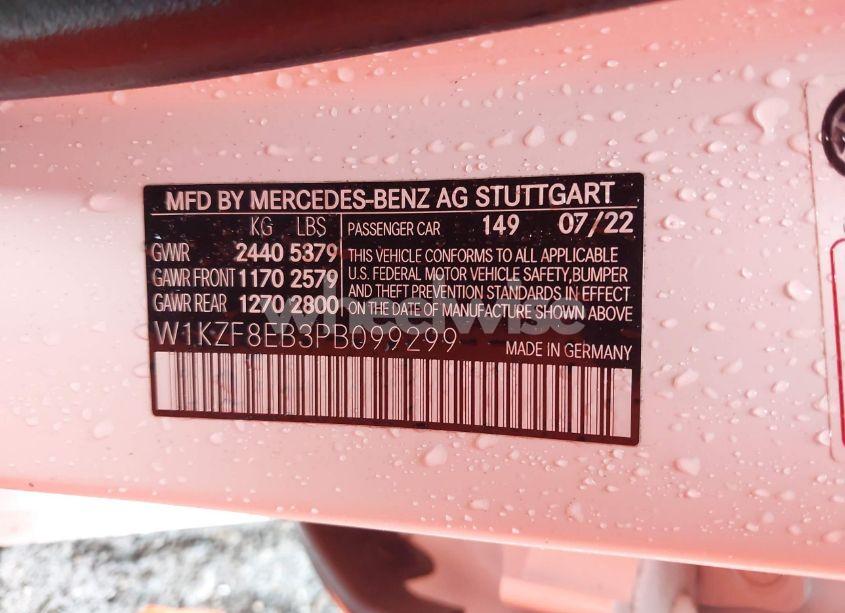 MFD BY MERCEDES-BENZ AG STUTTGART
KG LBS PASSENGER CAR 149 07/22
GVWR 2440 5379
GAWR FRONT 1170 2579
GAWR REAR 1270 2800
THIS VEHICLE CONFORMS TO ALL APPLICABLE
U.S. FEDERAL MOTOR VEHICLE SAFETY, BUMPER
AND THEFT PREVENTION STANDARDS IN EFFECT
ON THE DATE OF MANUFACTURE SHOWN ABOVE
wheelwise
W1KZF8EB3PB099299 MADE IN GERMANY